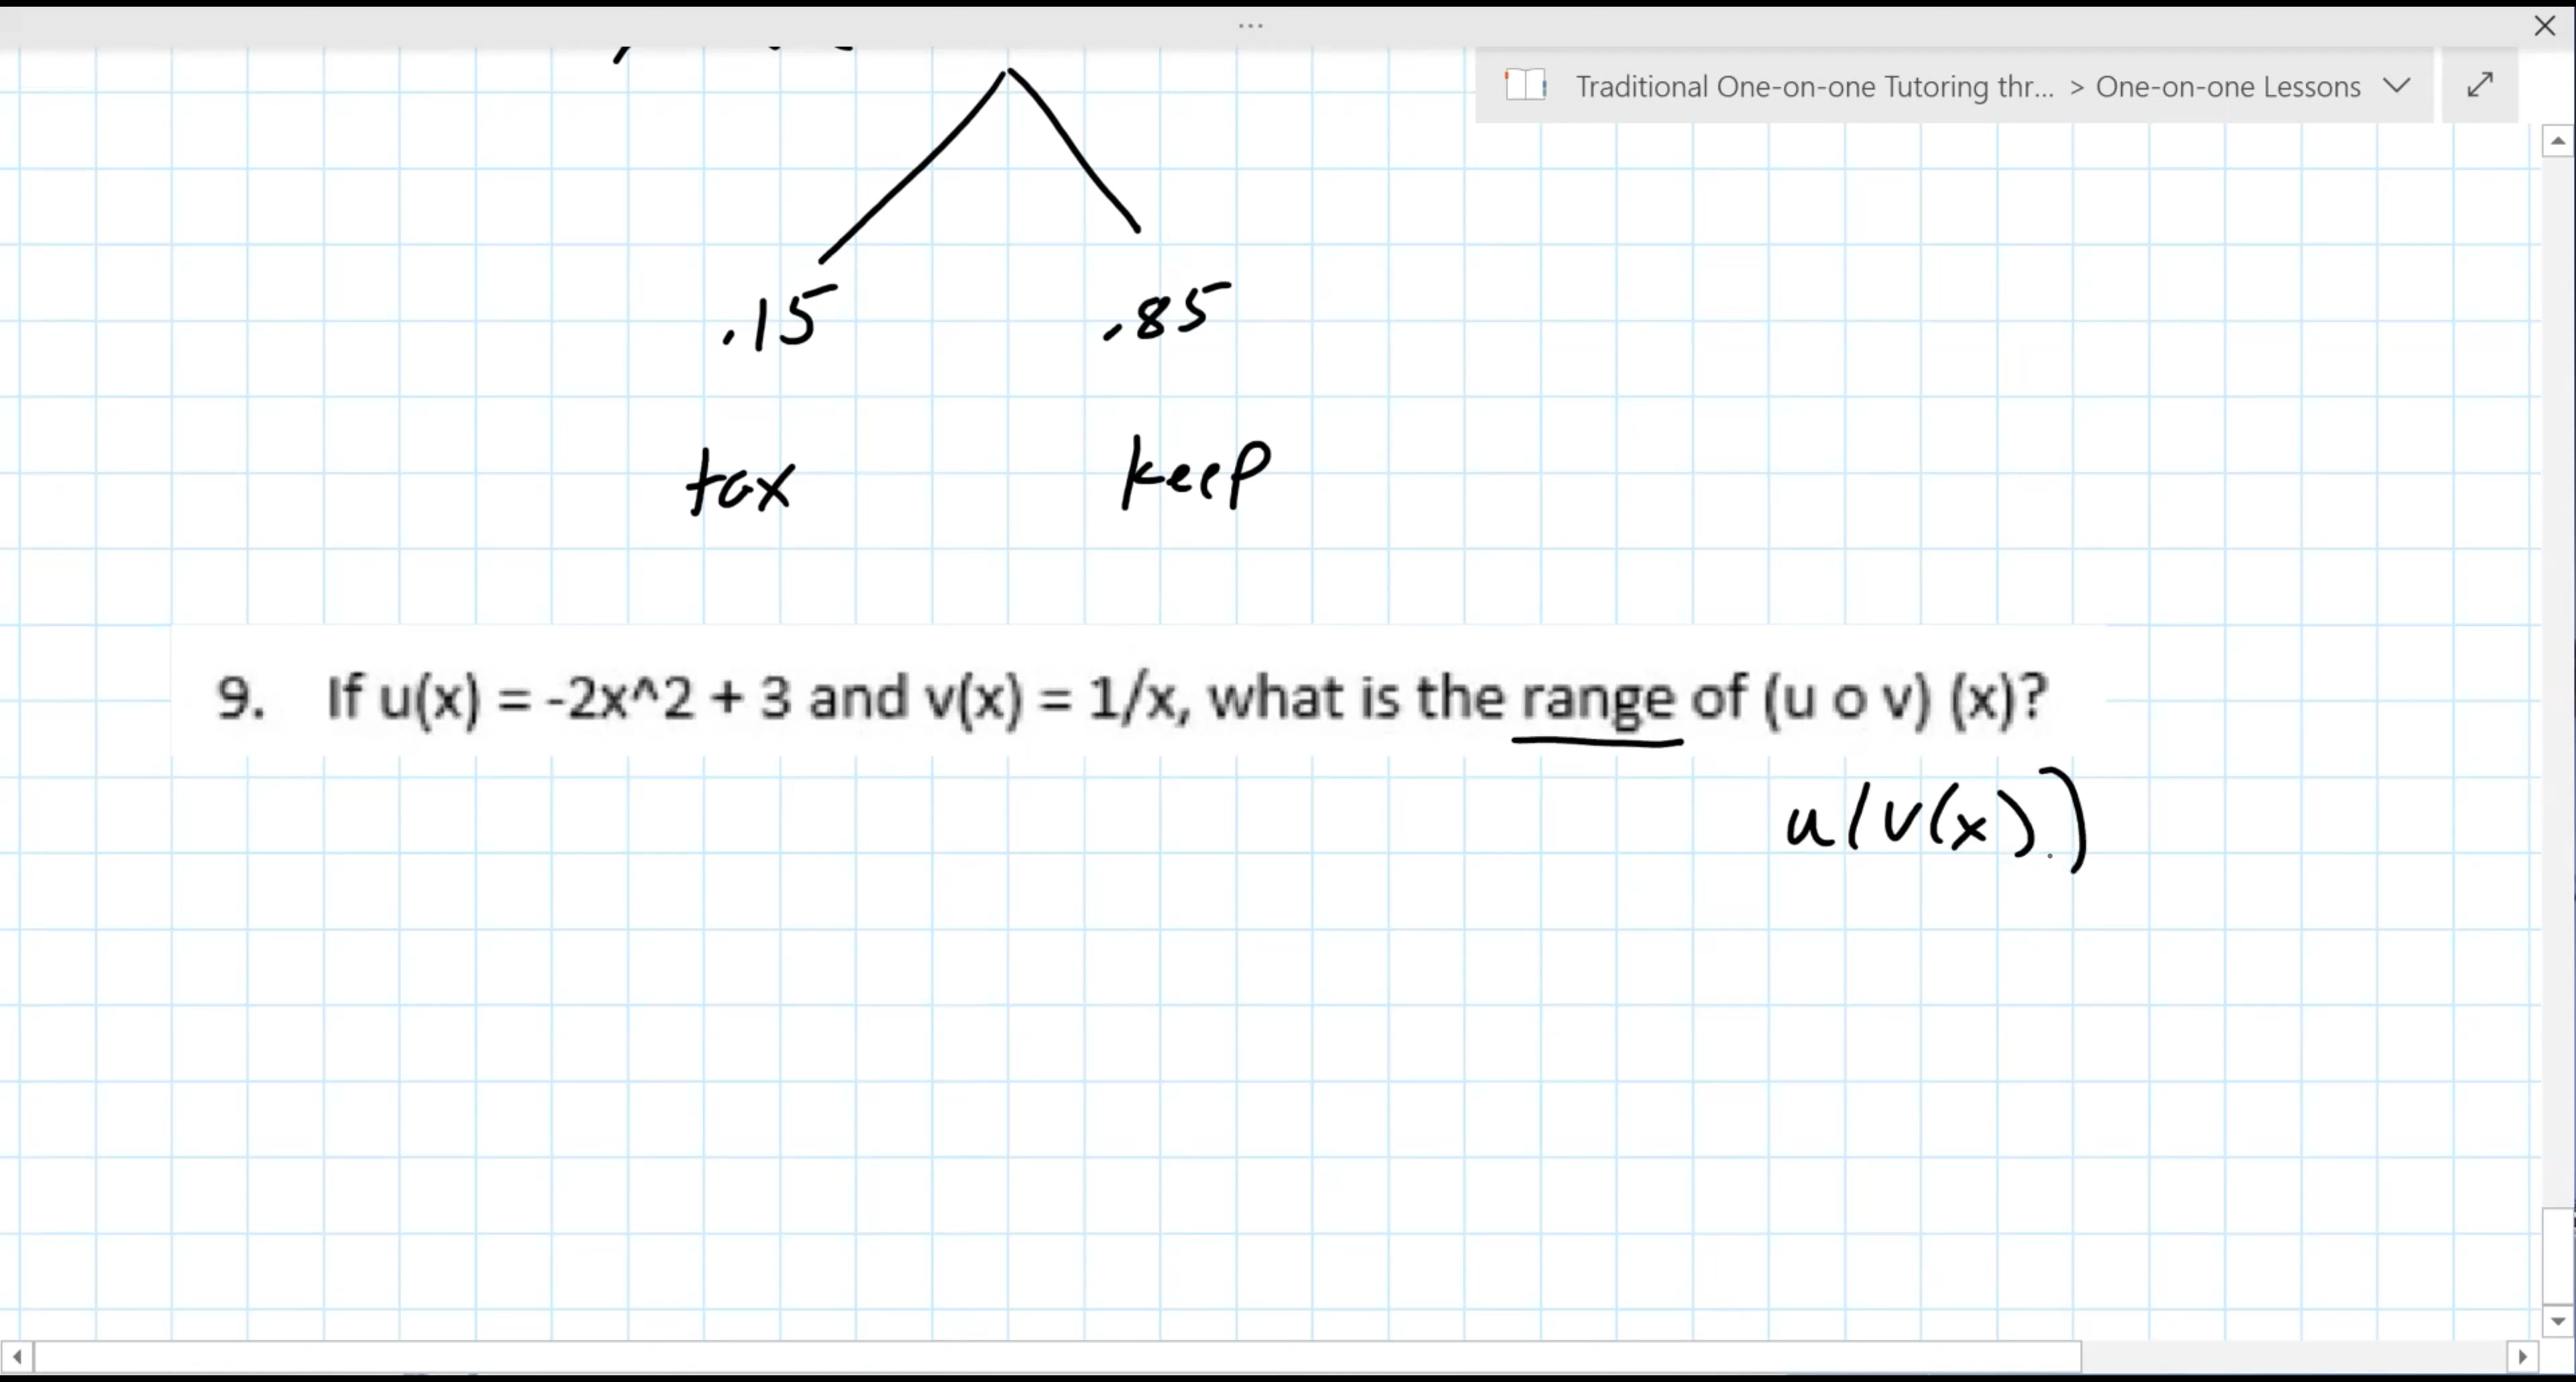 ...
Traditional One-on-one Tutoring thr... > One-on-one Lessons
.15 .85
tax keep
9. If u(x) = -2x^2 + 3 and v(x) = 1/x, what is the range of (u o v) (x)?
u(v(x))